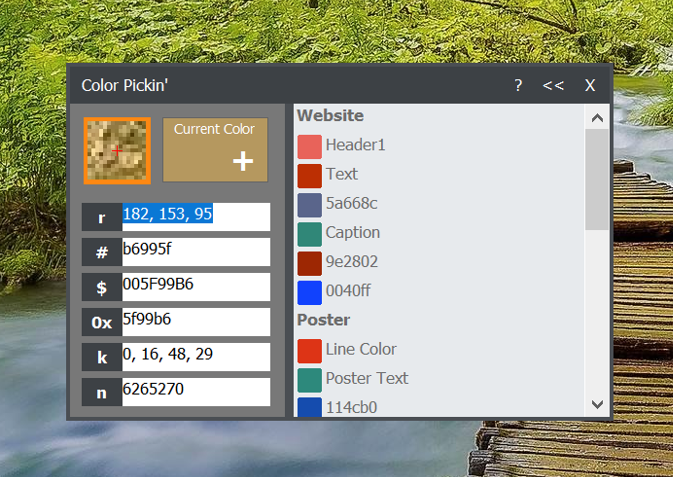 Color Pickin'
? << X
Current Color
+
r 182, 153, 95
# b6995f
$ 005F99B6
0x 5f99b6
k 0, 16, 48, 29
n 6265270
Website
Header1
Text
5a668c
Caption
9e2802
0040ff
Poster
Line Color
Poster Text
114cb0